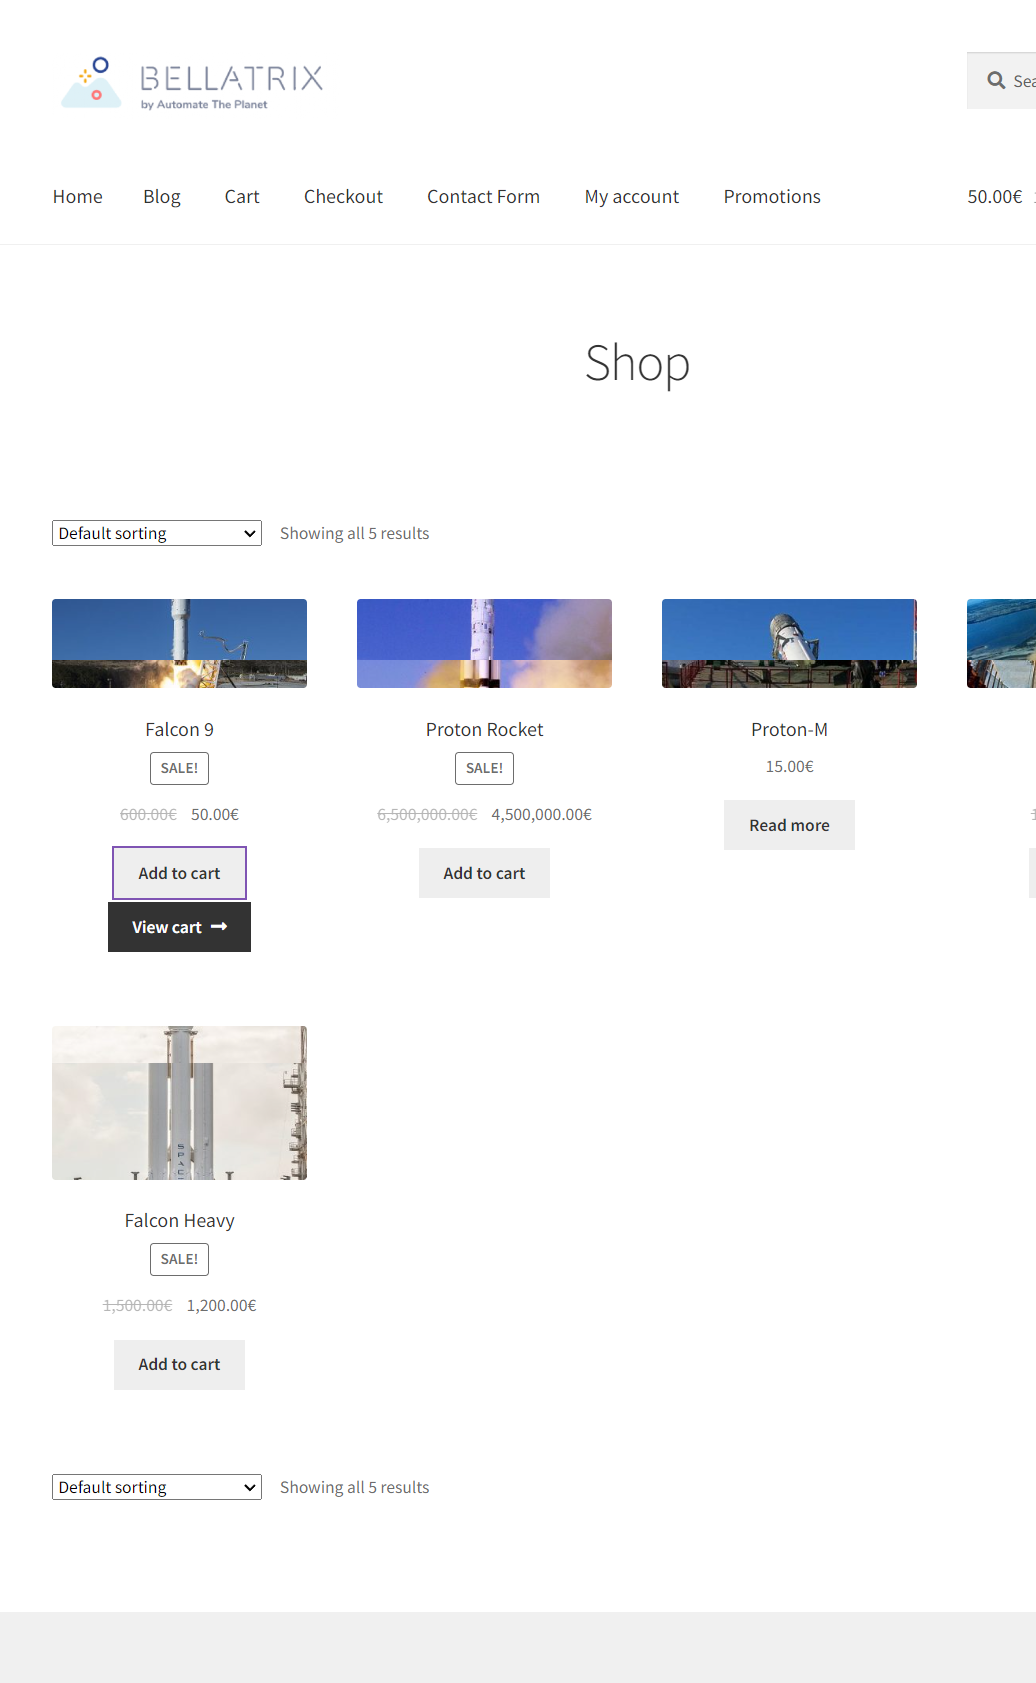 BELLATRIX
by Automate The Planet
Home Blog Cart Checkout Contact Form My account Promotions 50.00€
Shop
Default sorting Showing all 5 results
Falcon 9
SALE!
600.00€ 50.00€
Add to cart
View cart →
Proton Rocket
SALE!
6,500,000.00€ 4,500,000.00€
Add to cart
Proton-M
15.00€
Read more
SPAC
Falcon Heavy
SALE!
1,500.00€ 1,200.00€
Add to cart
Default sorting Showing all 5 results